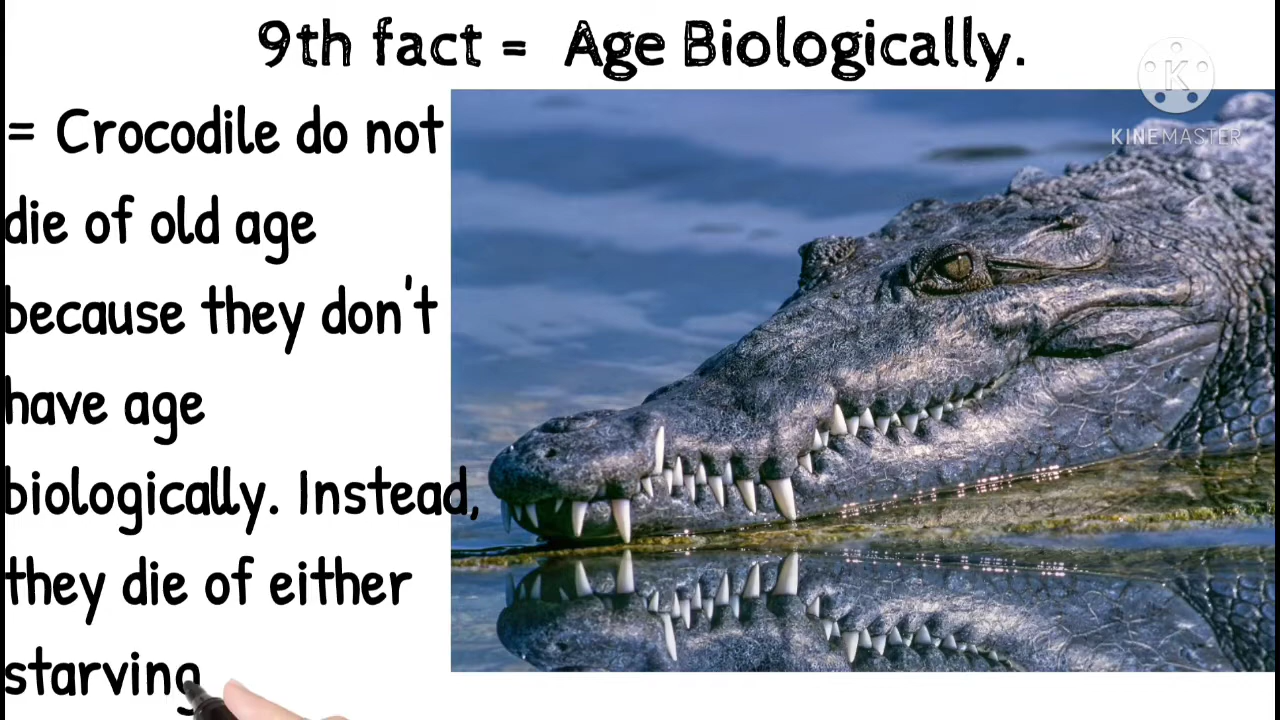 9th fact = Age Biologically.
= Crocodile do not
die of old age
because they don't
have age
biologically. Instead,
they die of either
starving
K
KINEMASTER